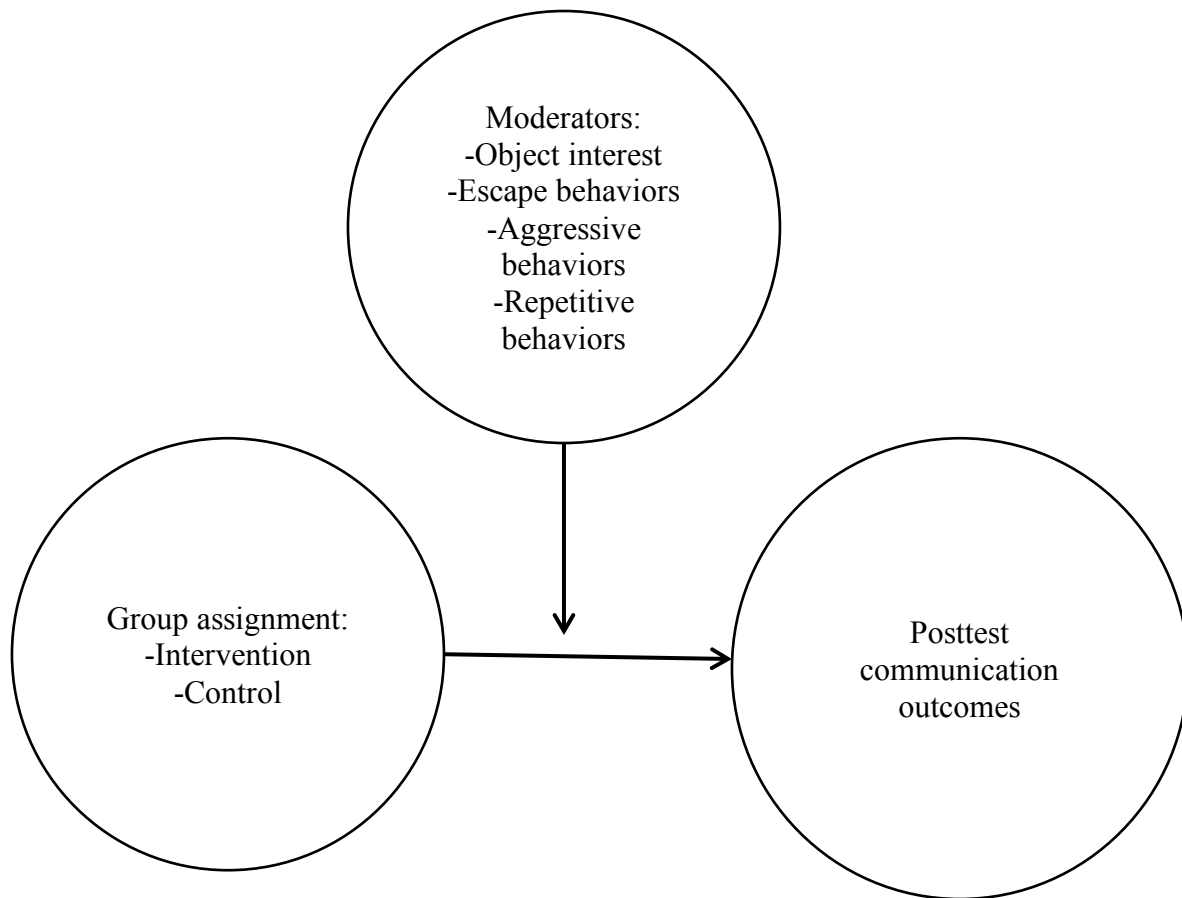 Moderators:
-Object interest
-Escape behaviors
-Aggressive
behaviors
-Repetitive
behaviors
Group assignment:
-Intervention
-Control
Posttest
communication
outcomes